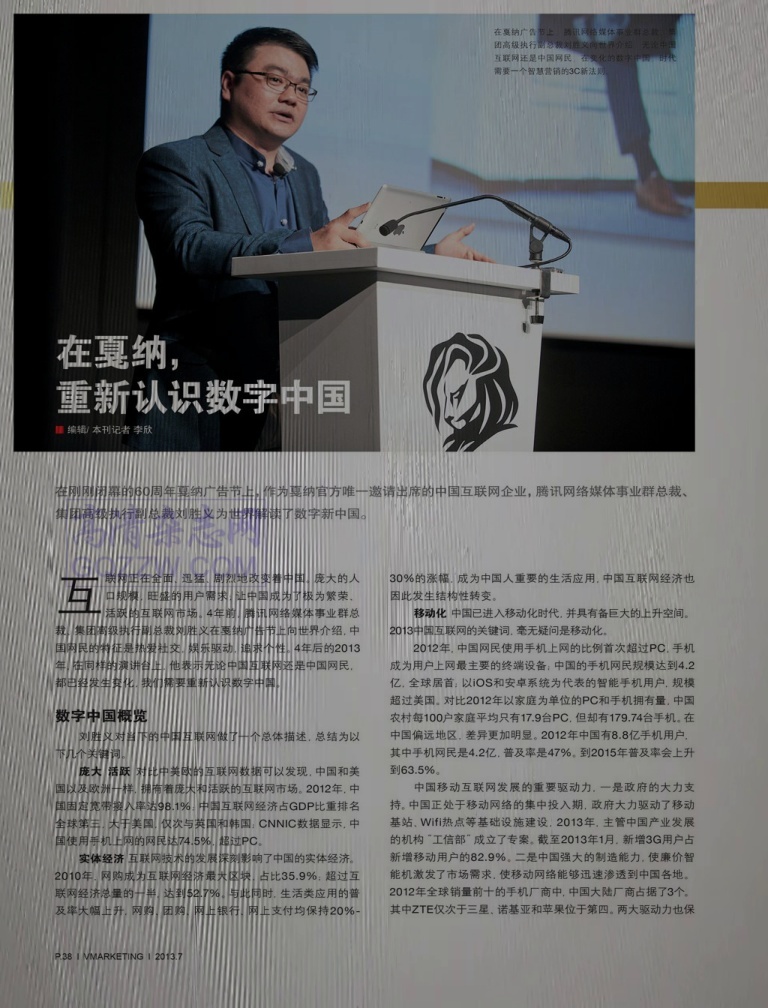 在戛纳广告节上，腾讯网络媒体事业群总裁、集
团高级执行副总裁刘胜义向世界介绍，无论中国
互联网还是中国网民，在变化的数字中国，时代
需要一个智慧营销的3C新法则。
在戛纳，
重新认识数字中国
编辑/ 本刊记者 李欣
在刚刚闭幕的60周年戛纳广告节上，作为戛纳官方唯一邀请出席的中国互联网企业，腾讯网络媒体事业群总裁、
集团高级执行副总裁刘胜义为世界解读了数字新中国。
高清杂志网
GQZZW.COM
互联网正在全面、迅猛、剧烈地改变着中国。庞大的人
口规模，旺盛的用户需求，让中国成为了极为繁荣、
活跃的互联网市场。4年前，腾讯网络媒体事业群总
裁、集团高级执行副总裁刘胜义在戛纳广告节上向世界介绍，中
国网民的特征是热爱社交、娱乐驱动、追求个性。4年后的2013
年，在同样的演讲台上，他表示无论中国互联网还是中国网民，
都已经发生变化，我们需要重新认识数字中国。
数字中国概览
刘胜义对当下的中国互联网做了一个总体描述，总结为以
下几个关键词。
庞大 活跃 对比中美欧的互联网数据可以发现，中国和美
国以及欧洲一样，拥有着庞大和活跃的互联网市场。2012年，中
国固定宽带接入率达98.1%；中国互联网经济占GDP比重排名
全球第三，大于美国，仅次与英国和韩国；CNNIC数据显示，中
国使用手机上网的网民达74.5%，超过PC。
实体经济 互联网技术的发展深刻影响了中国的实体经济。
2010年，网购成为互联网经济最大区块，占比35.9%；超过互
联网经济总量的一半，达到52.7%。与此同时，生活类应用的普
及率大幅上升，网购、团购、网上银行、网上支付均保持20%-
30%的涨幅，成为中国人重要的生活应用，中国互联网经济也
因此发生结构性转变。
移动化 中国已进入移动化时代，并具有备巨大的上升空间。
2013中国互联网的关键词，毫无疑问是移动化。
2012年，中国网民使用手机上网的比例首次超过PC，手机
成为用户上网最主要的终端设备；中国的手机网民规模达到4.2
亿，全球居首；以iOS和安卓系统为代表的智能手机用户，规模
超过美国。对比2012年以家庭为单位的PC和手机拥有量，中国
农村每100户家庭平均只有17.9台PC，但却有179.74台手机。在
中国偏远地区，差异更加明显。2012年中国有8.8亿手机用户，
其中手机网民是4.2亿，普及率是47%。到2015年普及率会上升
到63.5%。
中国移动互联网发展的重要驱动力，一是政府的大力支
持。中国正处于移动网络的集中投入期，政府大力驱动了移动
基站、Wifi热点等基础设施建设，2013年，主管中国产业发展
的机构“工信部”成立了专案。截至2013年1月，新增3G用户占
新增移动用户的82.9%。二是中国强大的制造能力，使廉价智
能机激发了市场需求，使移动网络能够迅速渗透到中国各地。
2012年全球销量前十的手机厂商中，中国大陆厂商占据了3个。
其中ZTE仅次于三星、诺基亚和苹果位于第四。两大驱动力也保
P.38 | VMARKETING | 2013.7